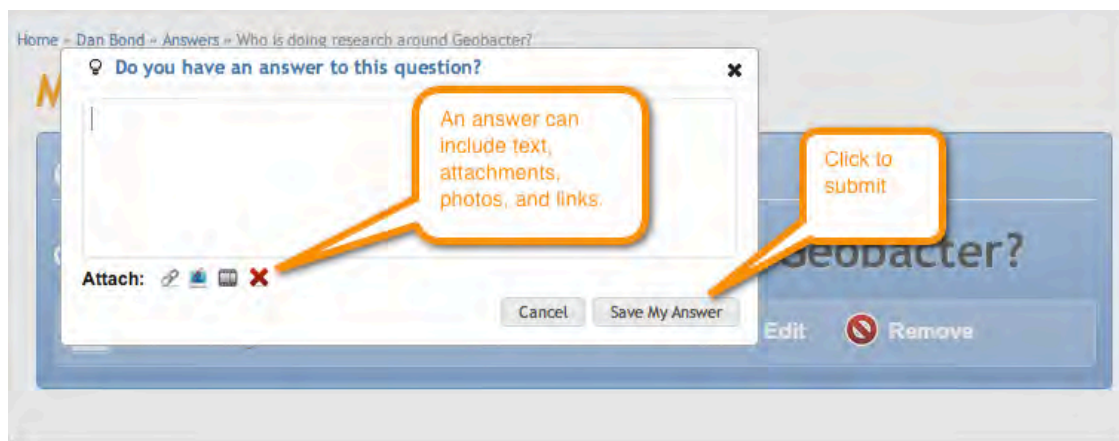 Home » Dan Bond » Answers » Who is doing research around Geobacter?
Do you have an answer to this question?
M
An answer can
include text,
attachments,
photos, and links.
Click to
submit
Geobacter?
Attach:
Cancel Save My Answer
Edit Remove